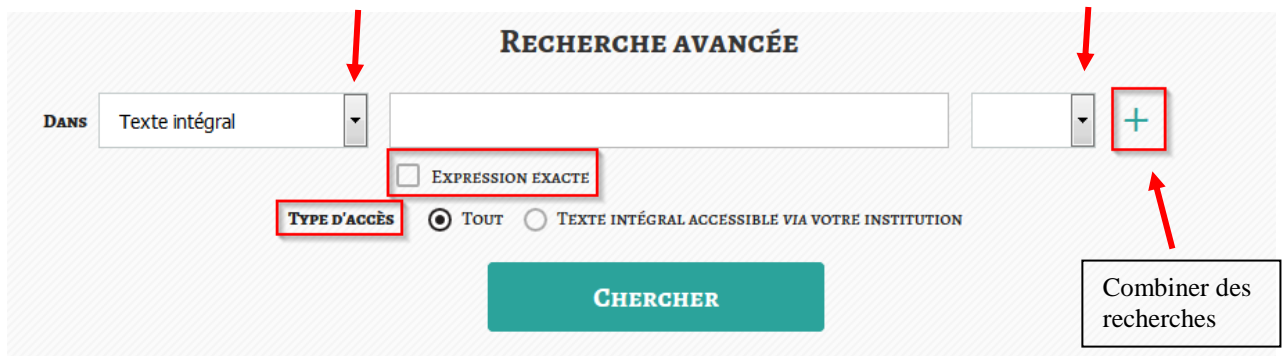 RECHERCHE AVANCÉE
DANS Texte intégral +
EXPRESSION EXACTE
TYPE D'ACCÈS TOUT TEXTE INTÉGRAL ACCESSIBLE VIA VOTRE INSTITUTION
CHERCHER
Combiner des
recherches